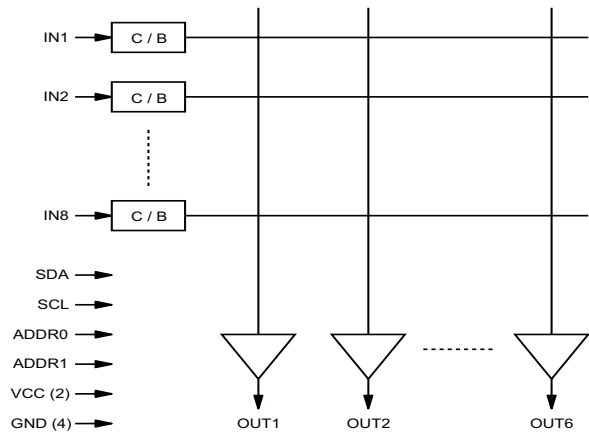 IN1 C / B
IN2 C / B
IN8 C / B
SDA
SCL
ADDR0
ADDR1
VCC (2)
GND (4) OUT1 OUT2 OUT6